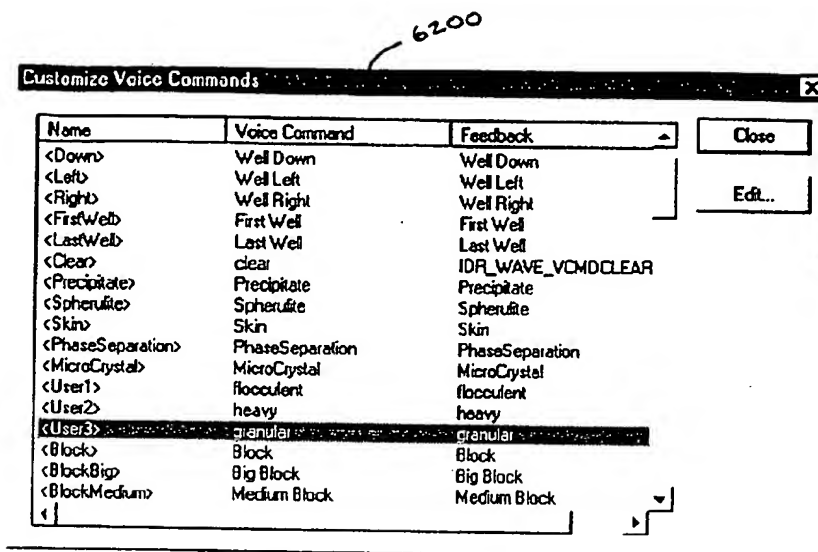 6200
Customize Voice Commands X
Name Voice Command Feedback Close
<Down> Well Down Well Down
<Left> Well Left Well Left
<Right> Well Right Well Right Edit...
<FirstWell> First Well First Well
<LastWell> Last Well Last Well
<Clear> clear IDR_WAVE_VCMDCLEAR
<Precipitate> Precipitate Precipitate
<Spherulite> Spherulite Spherulite
<Skin> Skin Skin
<PhaseSeparation> PhaseSeparation PhaseSeparation
<MicroCrystal> MicroCrystal MicroCrystal
<User1> flocculent flocculent
<User2> heavy heavy
<User3> granular granular
<Block> Block Block
<BlockBig> Big Block Big Block
<BlockMedium> Medium Block Medium Block